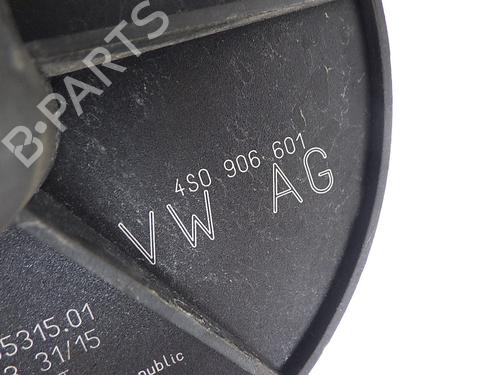 B-PARTS
4S0 906 601
VW AG
5315.01
31/15
public